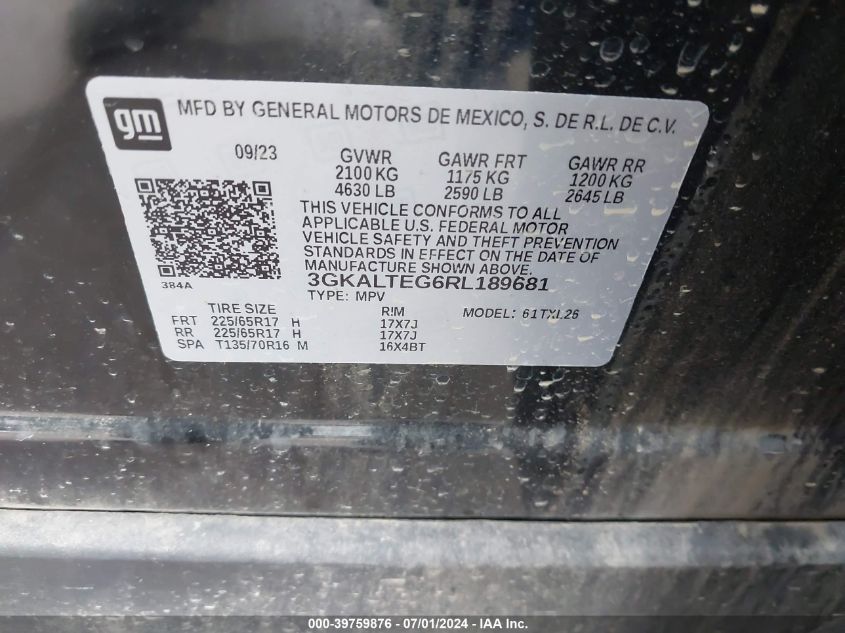 gm
MFD BY GENERAL MOTORS DE MEXICO, S. DE R.L. DE C.V.
09/23 GVWR GAWR FRT GAWR RR
2100 KG 1175 KG 1200 KG
4630 LB 2590 LB 2645 LB
THIS VEHICLE CONFORMS TO ALL
APPLICABLE U.S. FEDERAL MOTOR
VEHICLE SAFETY AND THEFT PREVENTION
STANDARDS IN EFFECT ON THE DATE OF
MANUFACTURE SHOWN ABOVE.
384A
3GKALTEG6RL189681
TYPE: MPV
TIRE SIZE RIM MODEL: 61TXL26
FRT 225/65R17 H 17X7J
RR 225/65R17 H 17X7J
SPA T135/70R16 M 16X4BT
000-39759876 - 07/01/2024 - IAA Inc.